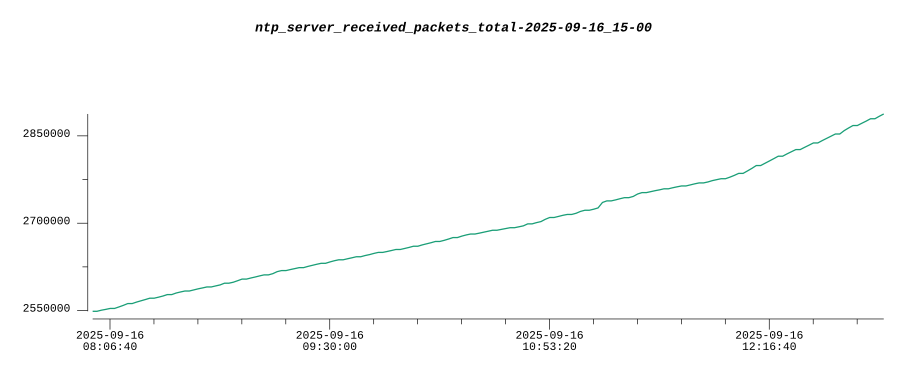 ntp_server_received_packets_total-2025-09-16_15-00
2850000
2700000
2550000
2025-09-16 2025-09-16 2025-09-16 2025-09-16
08:06:40 09:30:00 10:53:20 12:16:40